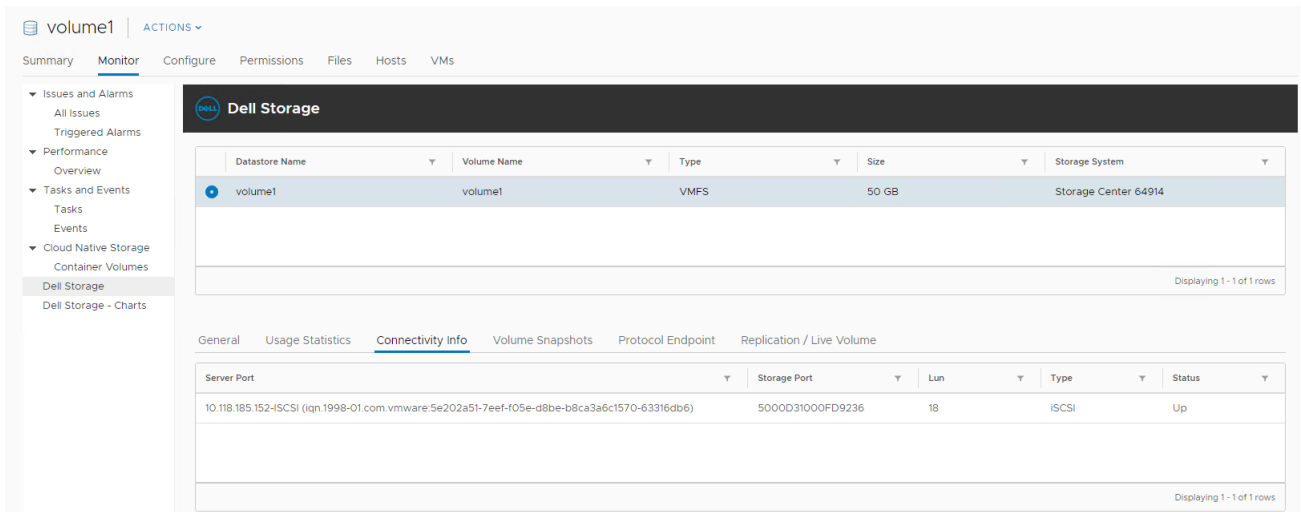 volume1 ACTIONS
Summary Monitor Configure Permissions Files Hosts VMs
Issues and Alarms
All Issues
Triggered Alarms
Performance
Overview
Tasks and Events
Tasks
Events
Cloud Native Storage
Container Volumes
Dell Storage
Dell Storage - Charts
DELL Dell Storage
Datastore Name Volume Name Type Size Storage System
volume1 volume1 VMFS 50 GB Storage Center 64914
Displaying 1 - 1 of 1 rows
General Usage Statistics Connectivity Info Volume Snapshots Protocol Endpoint Replication / Live Volume
Server Port Storage Port Lun Type Status
10.118.185.152-iSCSI (iqn.1998-01.com.vmware:5e202a51-7eef-f05e-d8be-b8ca3a6c1570-63316db6) 5000D31000FD9236 18 iSCSI Up
Displaying 1 - 1 of 1 rows